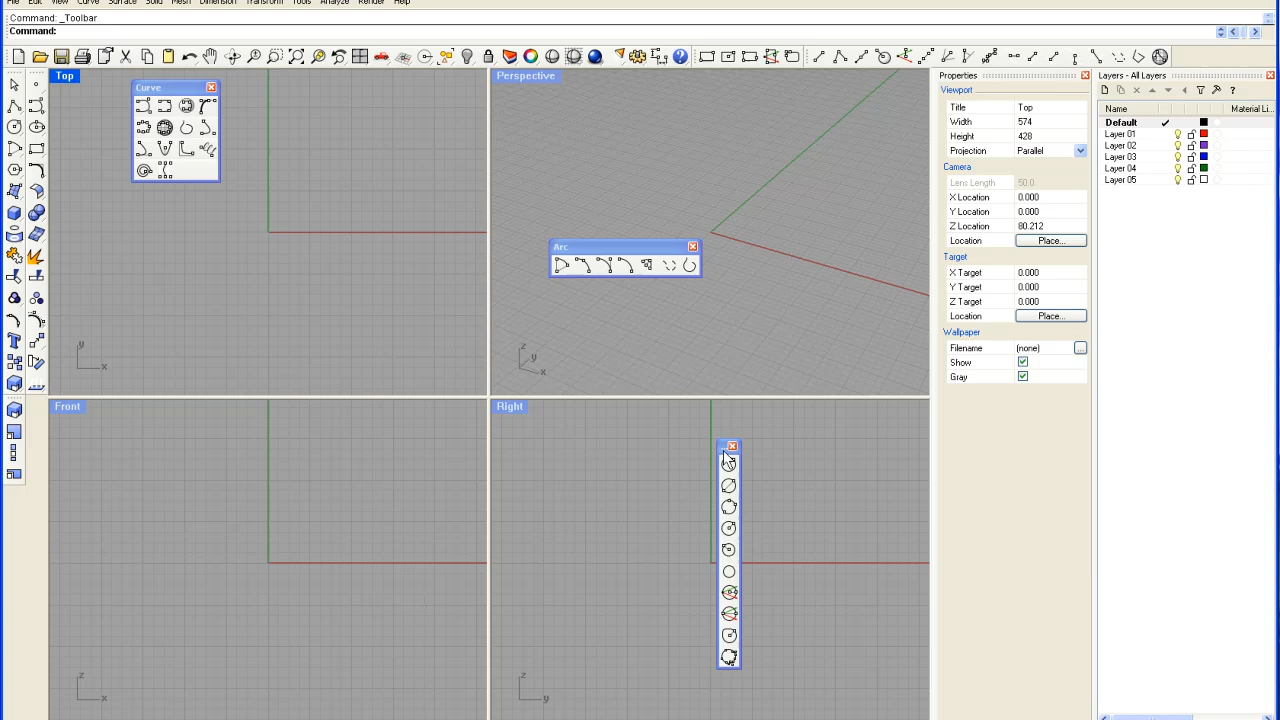 File Edit View Curve Surface Solid Mesh Dimension Transform Tools Analyze Render Help
Command: _Toolbar
Command:
Top
Curve
Perspective
Arc
Front
Right
z
y
x
y
x
z
x
z
y
Properties
Viewport
Title Top
Width 574
Height 428
Projection Parallel
Camera
Lens Length 50.0
X Location 0.000
Y Location 0.000
Z Location 80.212
Location Place...
Target
X Target 0.000
Y Target 0.000
Z Target 0.000
Location Place...
Wallpaper
Filename (none) ...
Show
Gray
Layers - All Layers
Name Material Li...
Default
Layer 01
Layer 02
Layer 03
Layer 04
Layer 05